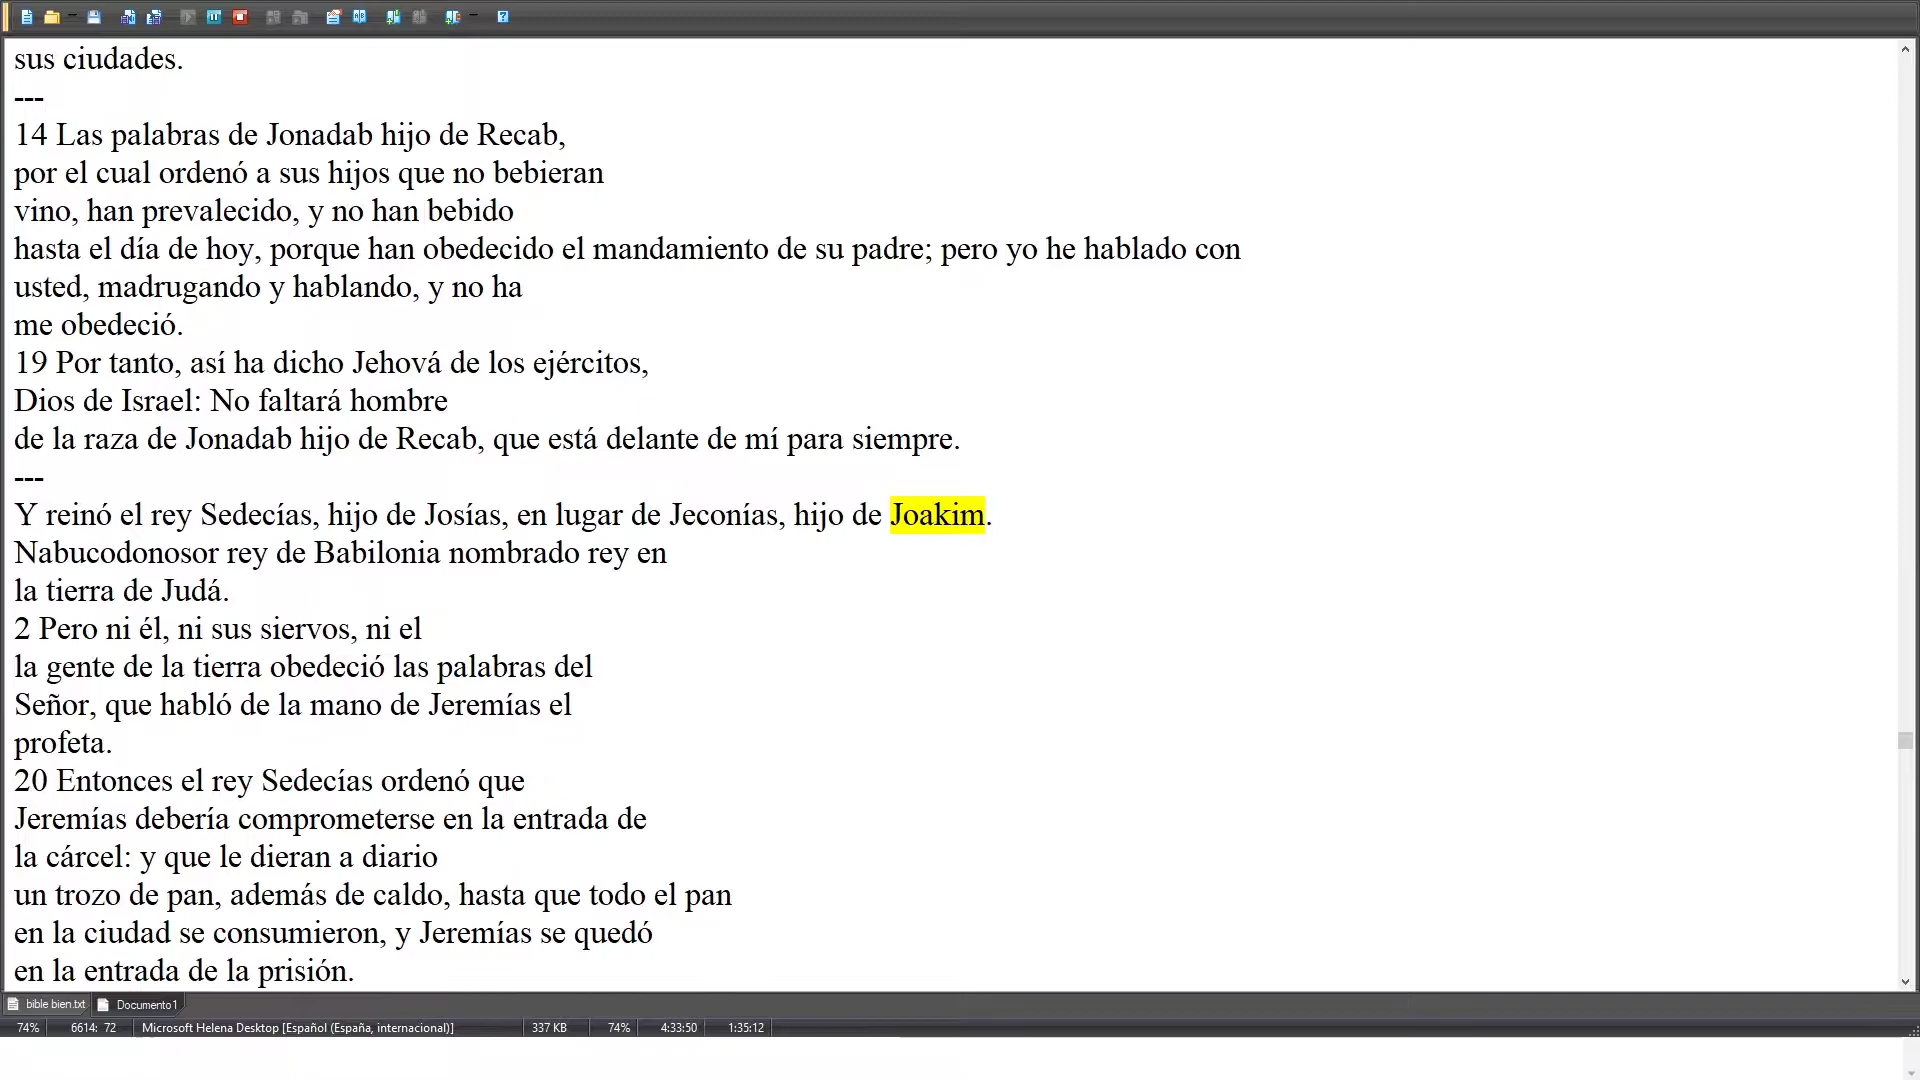 sus ciudades.
---
14 Las palabras de Jonadab hijo de Recab,
por el cual ordenó a sus hijos que no bebieran
vino, han prevalecido, y no han bebido
hasta el día de hoy, porque han obedecido el mandamiento de su padre; pero yo he hablado con
usted, madrugando y hablando, y no ha
me obedeció.
19 Por tanto, así ha dicho Jehová de los ejércitos,
Dios de Israel: No faltará hombre
de la raza de Jonadab hijo de Recab, que está delante de mí para siempre.
---
Y reinó el rey Sedecías, hijo de Josías, en lugar de Jeconías, hijo de Joakim.
Nabucodonosor rey de Babilonia nombrado rey en
la tierra de Judá.
2 Pero ni él, ni sus siervos, ni el
la gente de la tierra obedeció las palabras del
Señor, que habló de la mano de Jeremías el
profeta.
20 Entonces el rey Sedecías ordenó que
Jeremías debería comprometerse en la entrada de
la cárcel: y que le dieran a diario
un trozo de pan, además de caldo, hasta que todo el pan
en la ciudad se consumieron, y Jeremías se quedó
en la entrada de la prisión.
bible bien.txt Documento1
74% 6614: 72 Microsoft Helena Desktop [Español (España, internacional)] 337 KB 74% 4:33:50 1:35:12